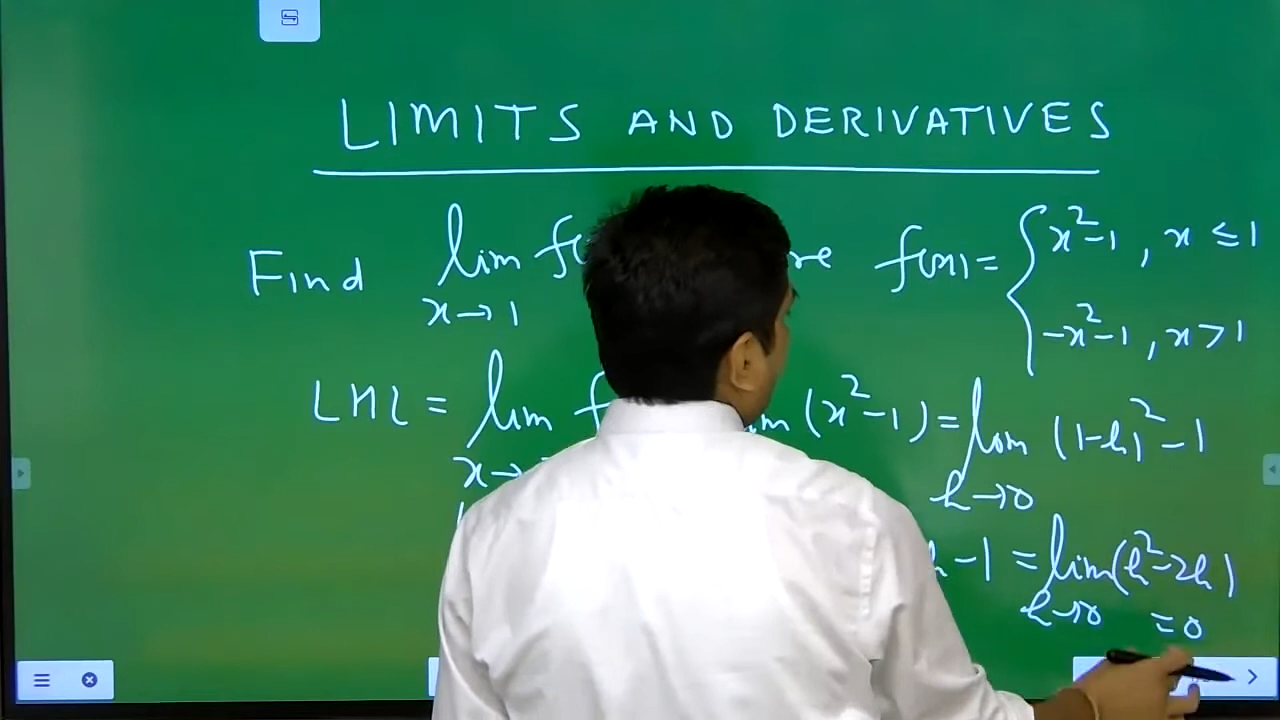 LIMITS AND DERIVATIVES
Find lim f( re f(x) = { x²-1 , x ≤ 1
x→1
-x²-1 , x > 1
LHL = lim f (x²-1) = lim (1-h)²-1
x→ h→0
h-1 = lim (h²-2h)
h→0 = 0